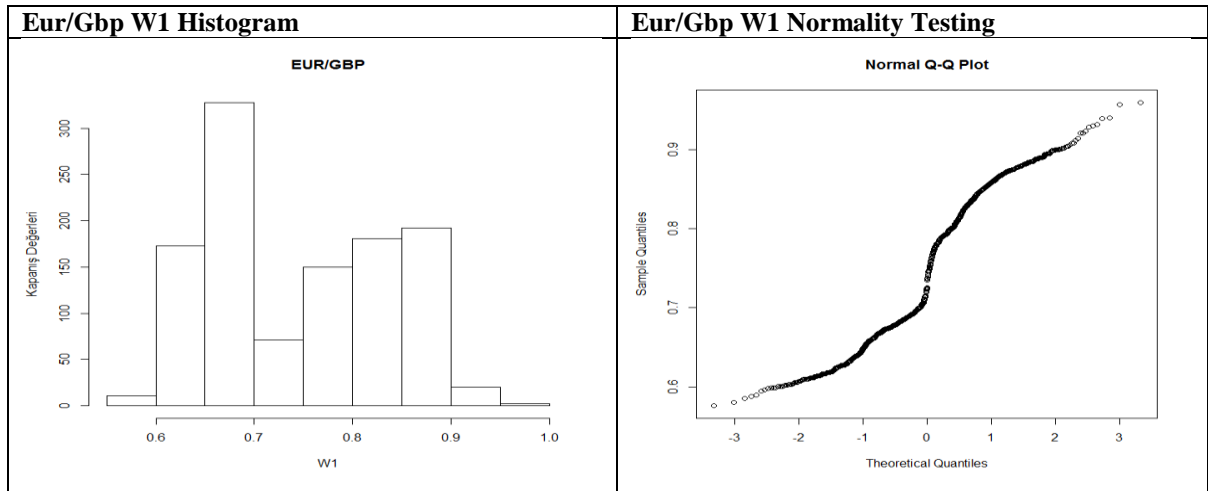 Eur/Gbp W1 Histogram
Eur/Gbp W1 Normality Testing
EUR/GBP
Kapanış Değerleri
300
250
200
150
100
50
0
0.6 0.7 0.8 0.9 1.0
W1
Normal Q-Q Plot
Sample Quantiles
0.9
0.8
0.7
0.6
-3 -2 -1 0 1 2 3
Theoretical Quantiles